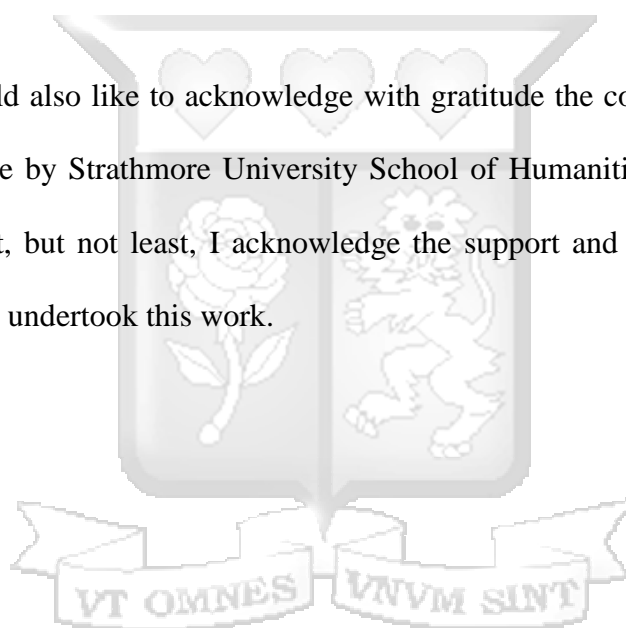 ld also like to acknowledge with gratitude the co
e by Strathmore University School of Humaniti
t, but not least, I acknowledge the support and
undertook this work.
VT OMNES VNVM SINT